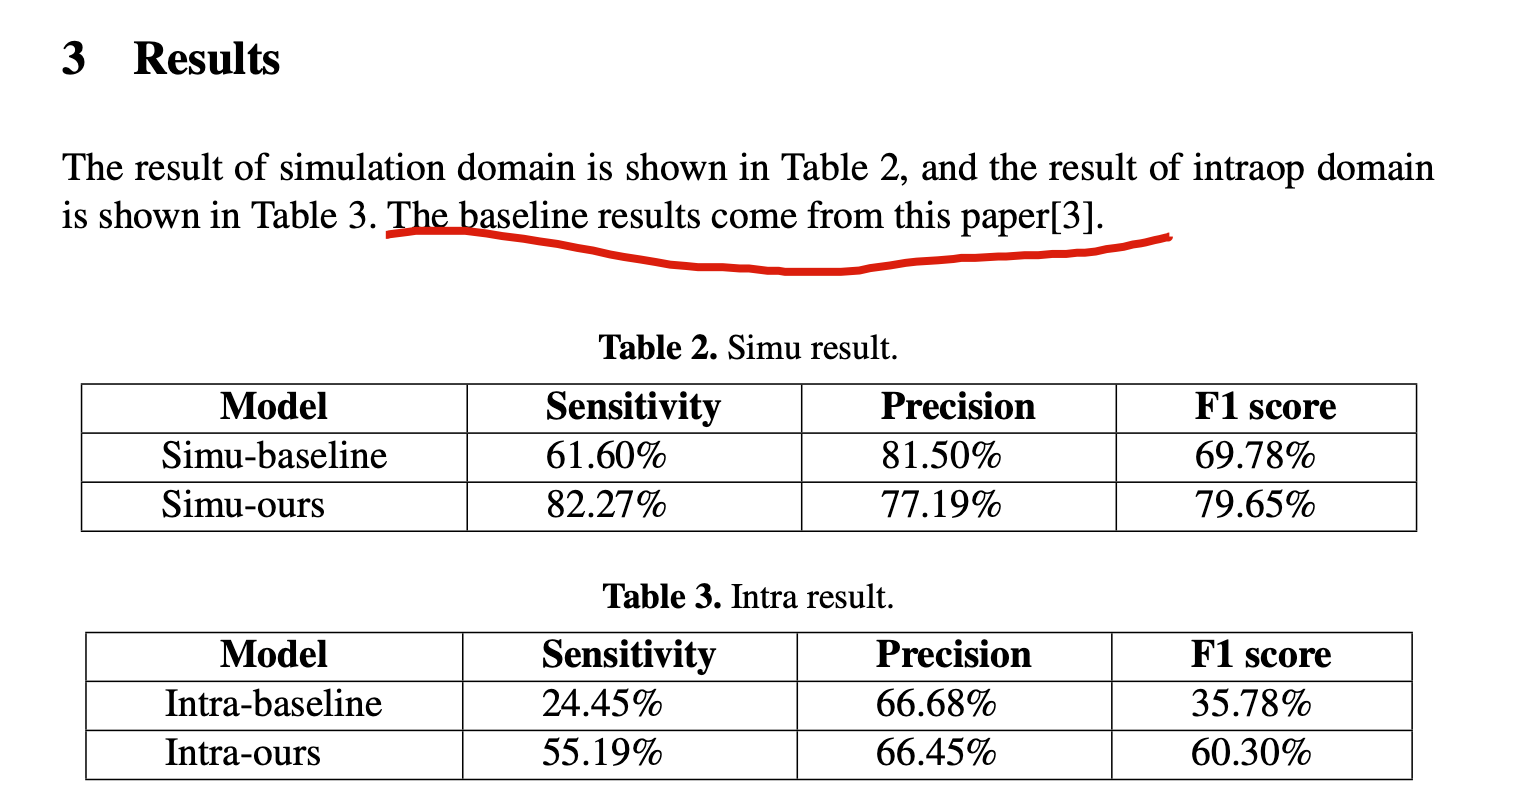 3 Results
The result of simulation domain is shown in Table 2, and the result of intraop domain
is shown in Table 3. The baseline results come from this paper[3].
Table 2. Simu result.
Model Sensitivity Precision F1 score
Simu-baseline 61.60% 81.50% 69.78%
Simu-ours 82.27% 77.19% 79.65%
Table 3. Intra result.
Model Sensitivity Precision F1 score
Intra-baseline 24.45% 66.68% 35.78%
Intra-ours 55.19% 66.45% 60.30%